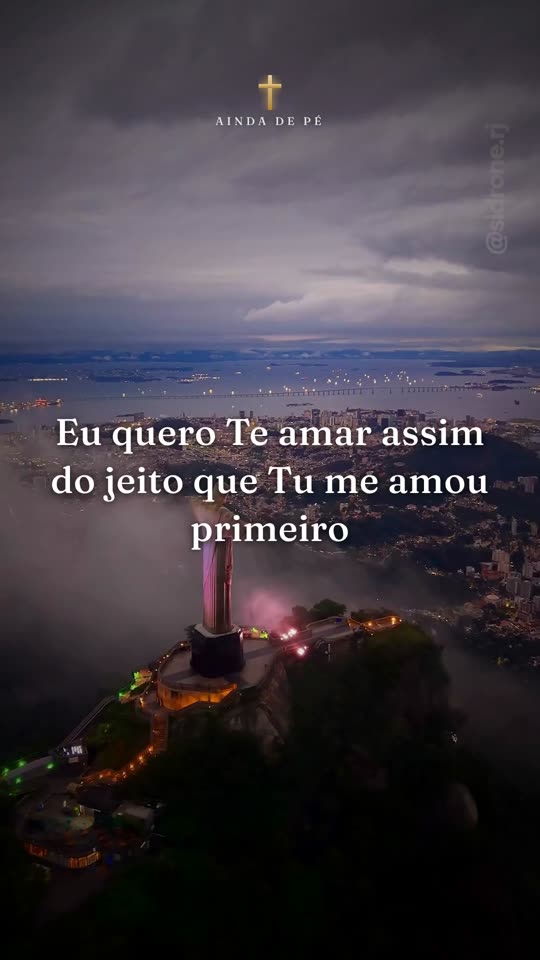 AINDA DE PÉ
@skdrone.rj
Eu quero Te amar assim
do jeito que Tu me amou
primeiro